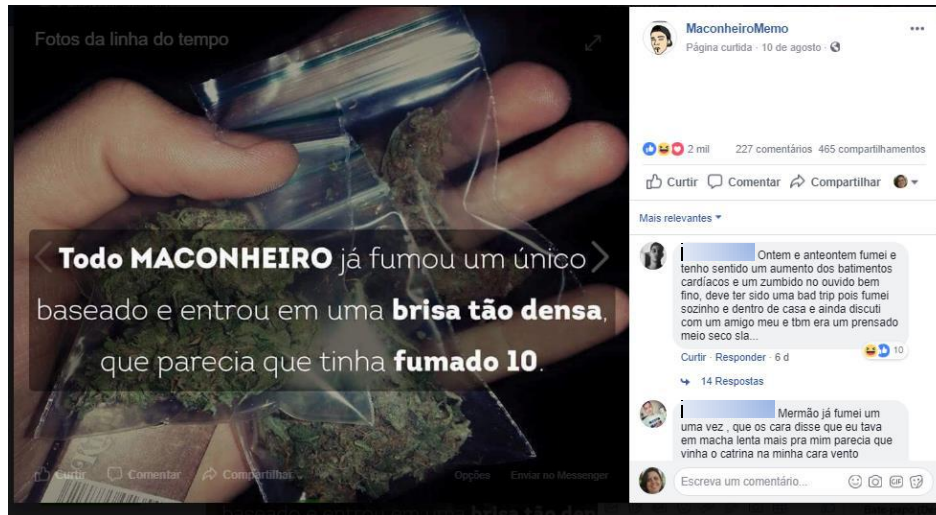 Fotos da linha do tempo
Todo MACONHEIRO já fumou um único
baseado e entrou em uma brisa tão densa,
que parecia que tinha fumado 10.
Curtir Comentar Compartilhar Opções Enviar no Messenger
MaconheiroMemo
Página curtida · 10 de agosto
2 mil 227 comentários 465 compartilhamentos
Curtir Comentar Compartilhar
Mais relevantes
Ontem e anteontem fumei e
tenho sentido um aumento dos batimentos
cardíacos e um zumbido no ouvido bem
fino, deve ter sido uma bad trip pois fumei
sozinho e dentro de casa e ainda discuti
com um amigo meu e tbm era um prensado
meio seco sla...
Curtir · Responder · 6 d 10
14 Respostas
Mermão já fumei um
uma vez , que os cara disse que eu tava
em macha lenta mais pra mim parecia que
vinha o catrina na minha cara vento
Escreva um comentário... GIF